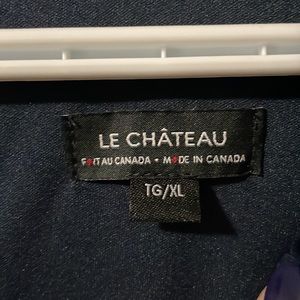 LE CHÂTEAU
FAIT AU CANADA • MADE IN CANADA
TG/XL